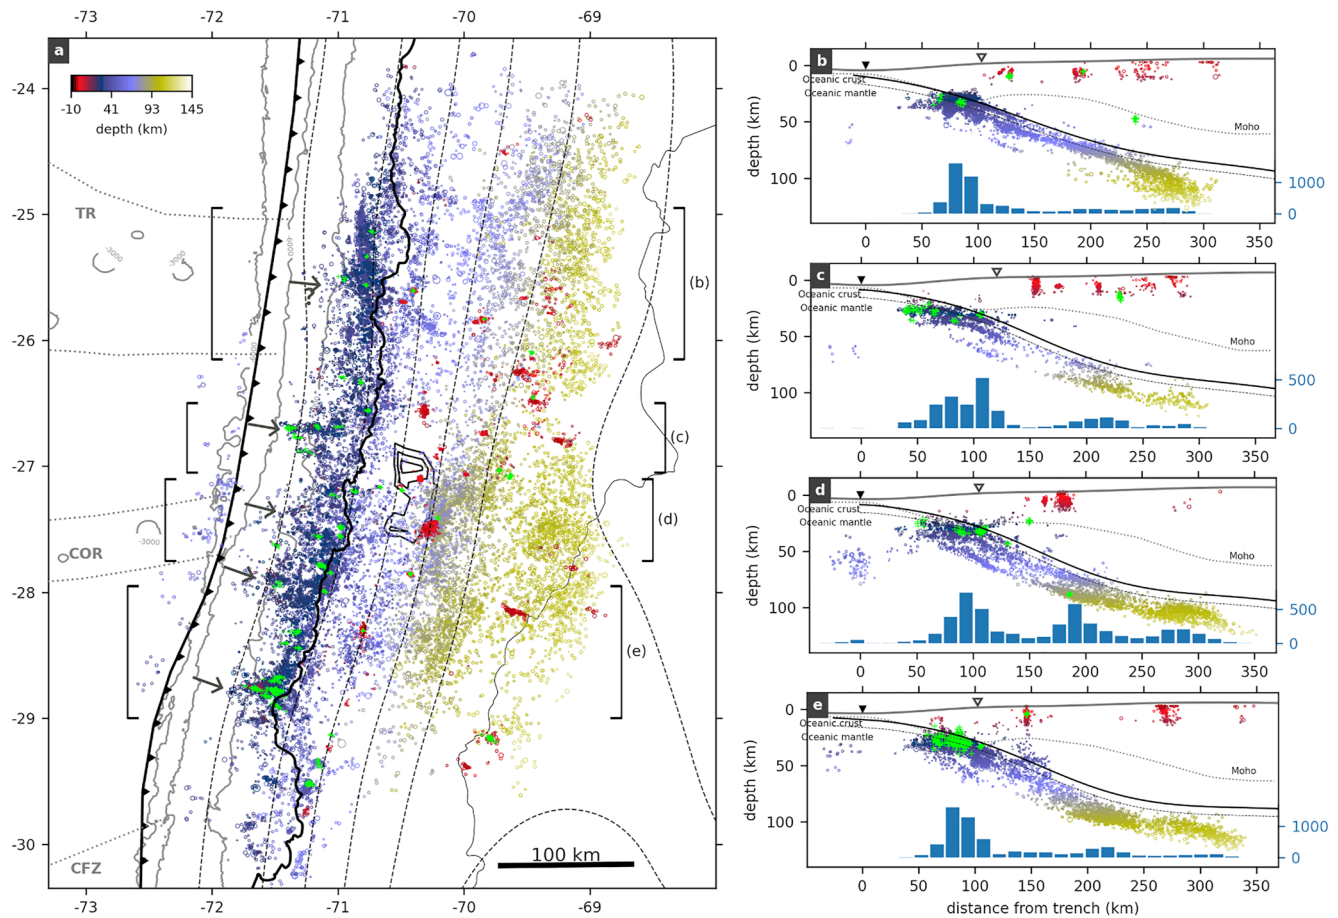 -73 -72 -71 -70 -69
a
-10 41 93 145
depth (km)
-24
-25
-26
-27
-28
-29
-30
TR
-3000
-3000
-4000
-6000
(b)
(c)
(d)
(e)
COR
-3000
CFZ
100 km
-73 -72 -71 -70 -69
b
0
50
100
depth (km)
Oceanic crust
Oceanic mantle
Moho
1000
0
0 50 100 150 200 250 300 350
c
0
50
100
depth (km)
Oceanic crust
Oceanic mantle
Moho
500
0
0 50 100 150 200 250 300 350
d
0
50
100
depth (km)
Oceanic crust
Oceanic mantle
Moho
500
0
0 50 100 150 200 250 300 350
e
0
50
100
depth (km)
Oceanic crust
Oceanic mantle
Moho
1000
0
0 50 100 150 200 250 300 350
distance from trench (km)